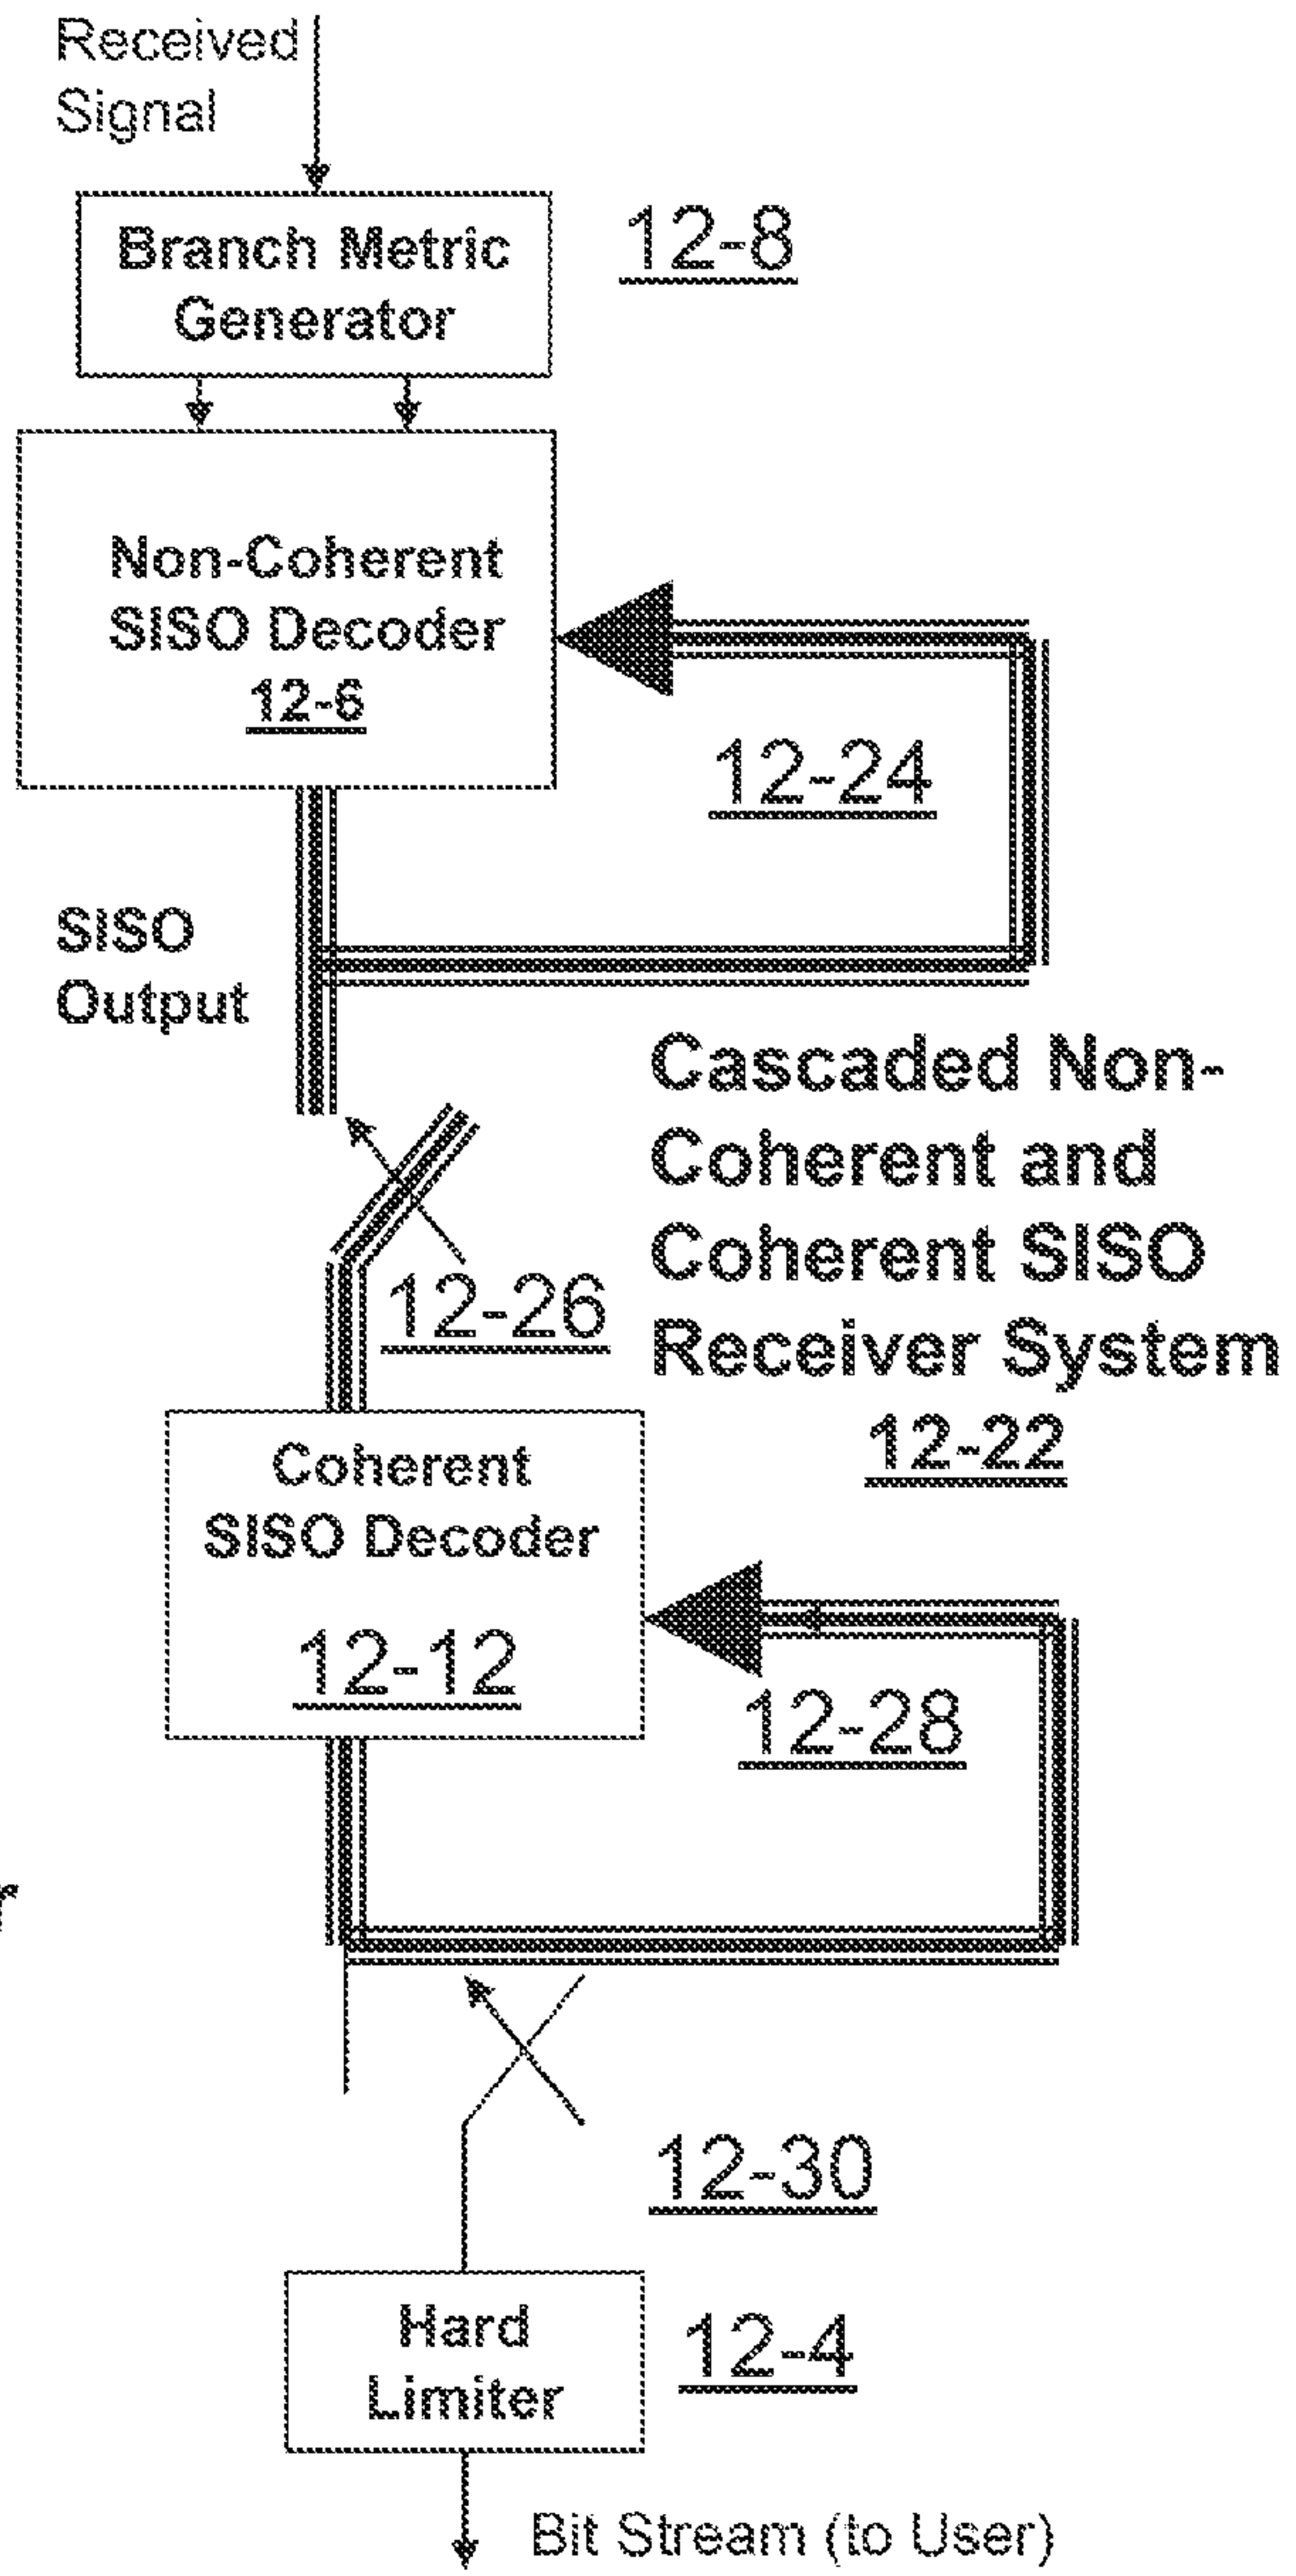 Received
Signal
Branch Metric
Generator
12-8
Non-Coherent
SISO Decoder
12-6
12-24
SISO
Output
Cascaded Non-
Coherent and
Coherent SISO
Receiver System
12-22
12-26
Coherent
SISO Decoder
12-12
12-28
r
12-30
Hard
Limiter
12-4
Bit Stream (to User)